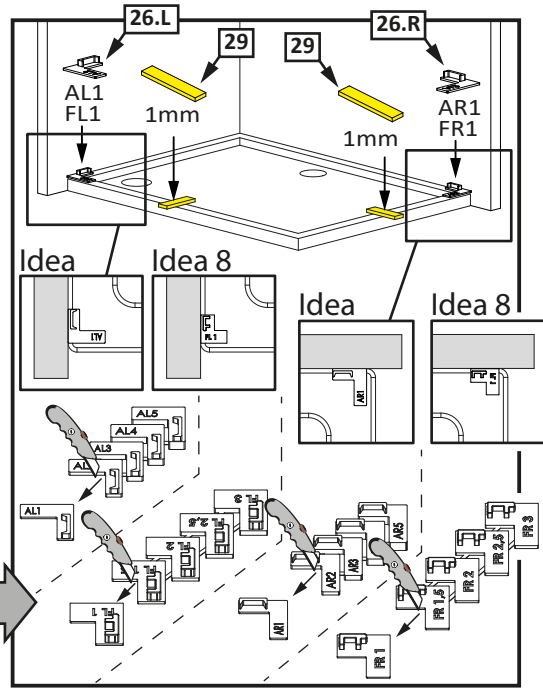 26.L
29
29
26.R
AL1
FL1
1mm
1mm
AR1
FR1
Idea
Idea 8
Idea
Idea 8
AL1
FL 1
AR1
AL5
AL4
AL3
AL1
FL 3
FL 2,5
FL 2
FL 1
AR5
AR3
AR2
AR1
FR 3
FR 2,5
FR 2
FR 1,5
FR 1